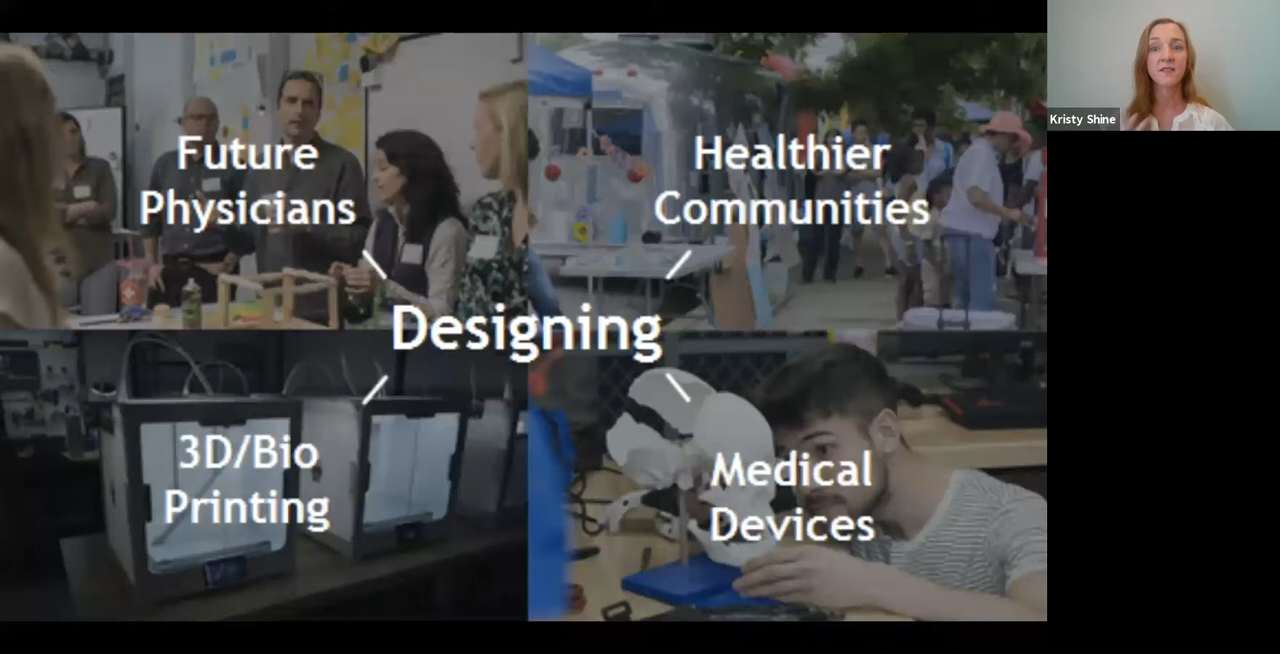 Future
Physicians
Healthier
Communities
Designing
3D/Bio
Printing
Medical
Devices
Kristy Shine